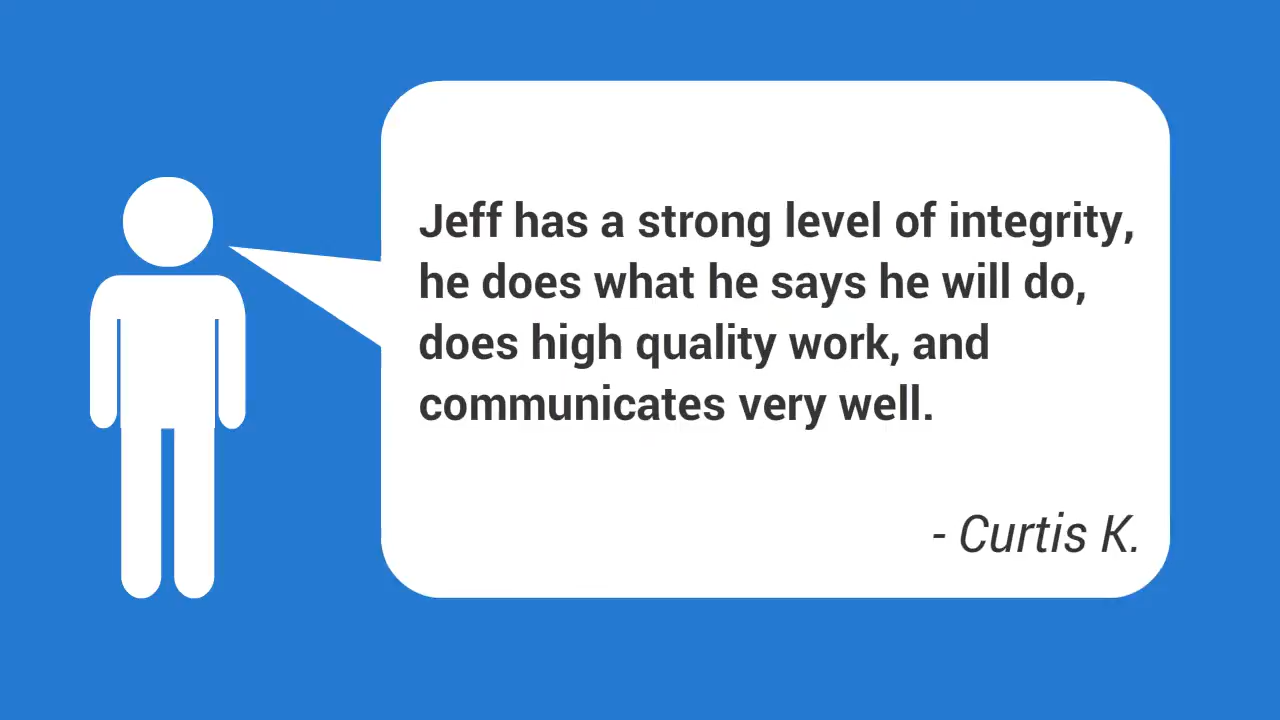 Jeff has a strong level of integrity,
he does what he says he will do,
does high quality work, and
communicates very well.
- Curtis K.